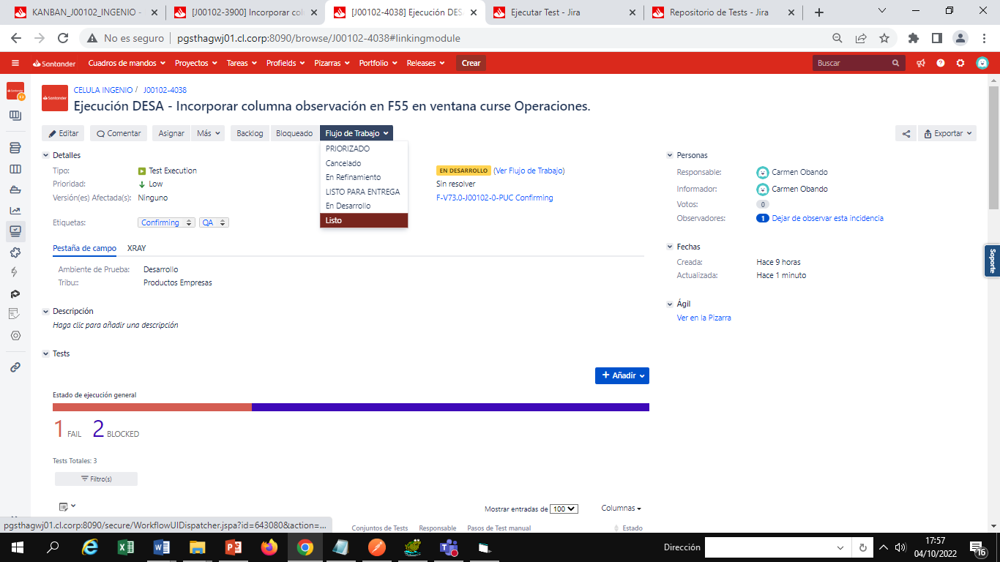 KANBAN_J00102_INGENIO -
[J00102-3900] Incorporar colu
[J00102-4038] Ejecución DESA
Ejecutar Test - Jira
Repositorio de Tests - Jira
No es seguro
pgsthagwj01.cl.corp:8090/browse/J00102-4038#linkingmodule
Santander
Cuadros de mandos
Proyectos
Tareas
Profields
Pizarras
Portfolio
Releases
Crear
Buscar
CELULA INGENIO / J00102-4038
Ejecución DESA - Incorporar columna observación en F55 en ventana curse Operaciones.
Editar
Comentar
Asignar
Más
Backlog
Bloqueado
Flujo de Trabajo
Exportar
PRIORIZADO
Cancelado
En Refinamiento
LISTO PARA ENTREGA
En Desarrollo
Listo
Detalles
Tipo: Test Execution
EN DESARROLLO (Ver Flujo de Trabajo)
Prioridad: Low
Sin resolver
Versión(es) Afectada(s): Ninguno
F-V73.0-J00102-0-PUC Confirming
Etiquetas: Confirming QA
Pestaña de campo
XRAY
Ambiente de Prueba: Desarrollo
Tribu:: Productos Empresas
Descripción
Haga clic para añadir una descripción
Tests
Añadir
Estado de ejecución general
1 FAIL 2 BLOCKED
Tests Totales: 3
Filtro(s)
Mostrar entradas de 100
Columnas
Conjuntos de Tests
Responsable
Pasos de Test manual
Estado
Personas
Responsable: Carmen Obando
Informador: Carmen Obando
Votos: 0
Observadores: 1 Dejar de observar esta incidencia
Fechas
Creada: Hace 9 horas
Actualizada: Hace 1 minuto
Ágil
Ver en la Pizarra
Soporte
pgsthagwj01.cl.corp:8090/secure/WorkflowUIDispatcher.jspa?id=643080&action=...
Dirección
17:57
04/10/2022
16